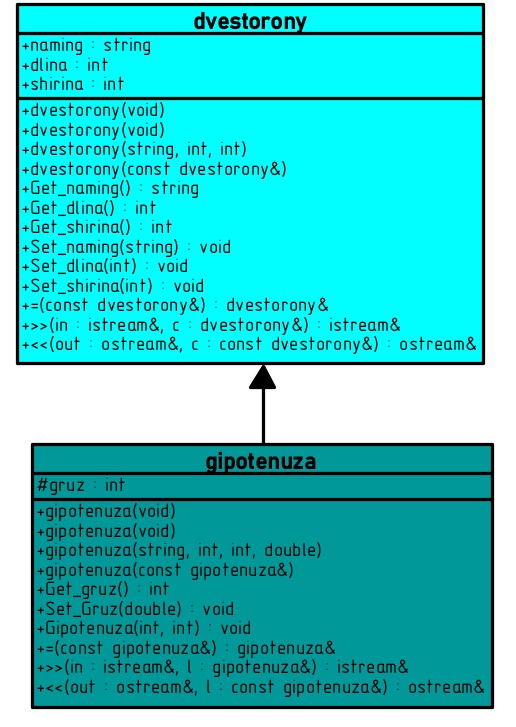 dvestorony
+naming : string
+dlina : int
+shirina : int
+dvestorony(void)
+dvestorony(void)
+dvestorony(string, int, int)
+dvestorony(const dvestorony&)
+Get_naming() : string
+Get_dlina() : int
+Get_shirina() : int
+Set_naming(string) : void
+Set_dlina(int) : void
+Set_shirina(int) : void
+=(const dvestorony&) : dvestorony&
+>>(in : istream&, c : dvestorony&) : istream&
+<<(out : ostream&, c : const dvestorony&) : ostream&
gipotenuza
#gruz : int
+gipotenuza(void)
+gipotenuza(void)
+gipotenuza(string, int, int, double)
+gipotenuza(const gipotenuza&)
+Get_gruz() : int
+Set_Gruz(double) : void
+Gipotenuza(int, int) : void
+=(const gipotenuza&) : gipotenuza&
+>>(in : istream&, l : gipotenuza&) : istream&
+<<(out : ostream&, l : const gipotenuza&) : ostream&